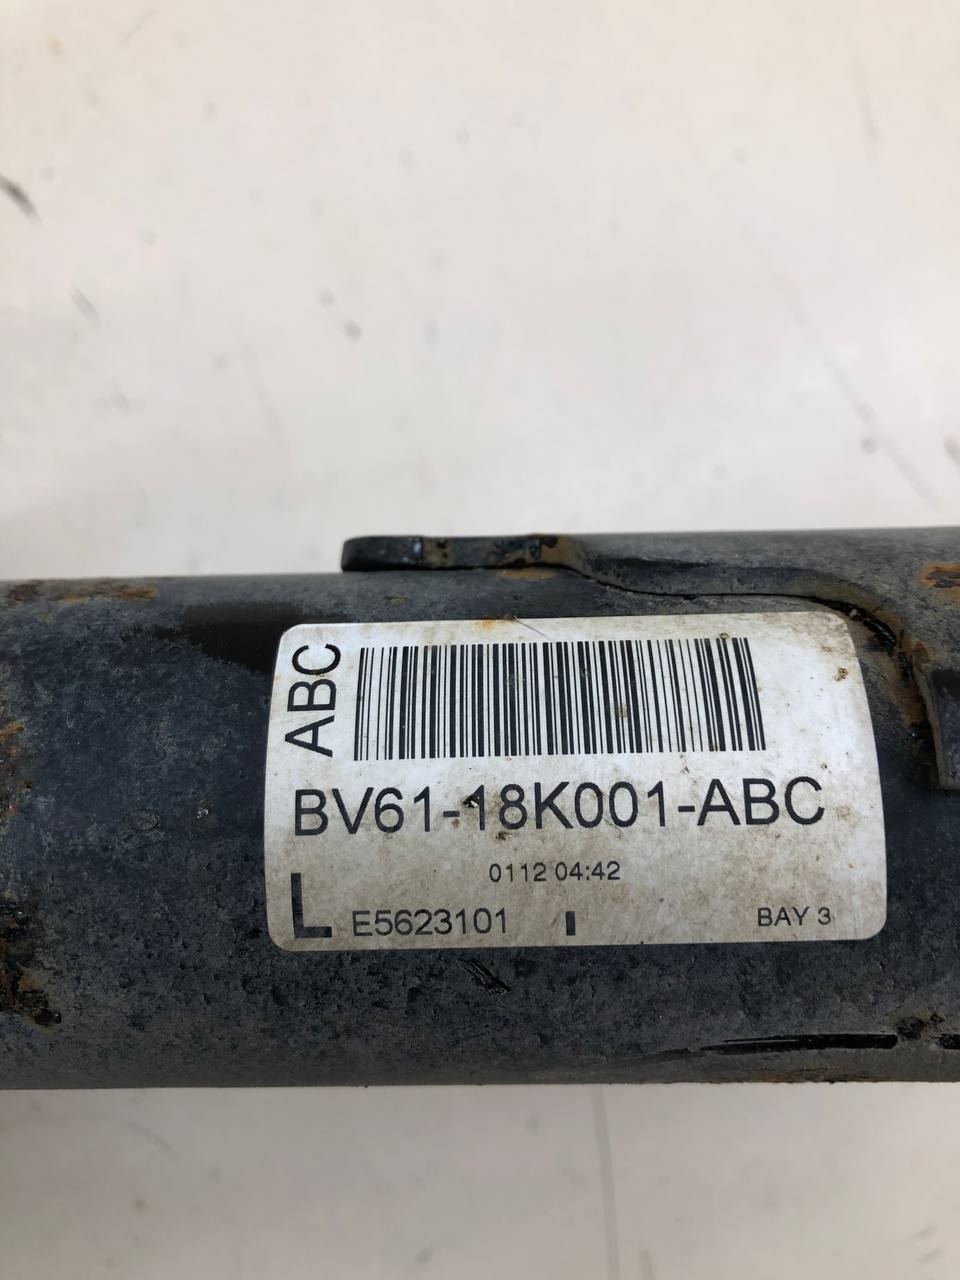 ABC
BV61-18K001-ABC
0112 04:42
L E5623101 I BAY 3